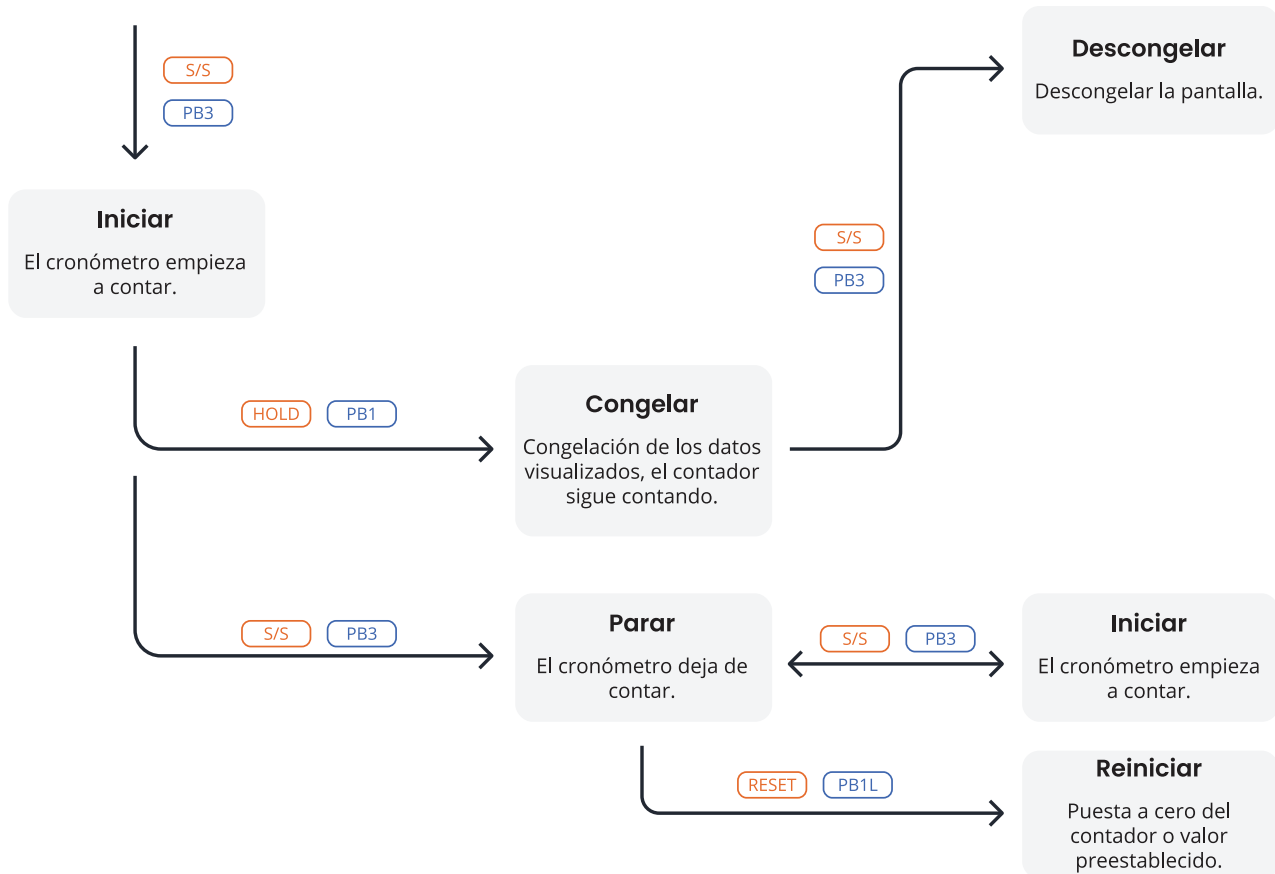 S/S
PB3
Iniciar
El cronómetro empieza
a contar.
Descongelar
Descongelar la pantalla.
S/S
PB3
HOLD PB1
Congelar
Congelación de los datos
visualizados, el contador
sigue contando.
S/S PB3
Parar
El cronómetro deja de
contar.
S/S PB3
Iniciar
El cronómetro empieza
a contar.
RESET PB1L
Reiniciar
Puesta a cero del
contador o valor
preestablecido.